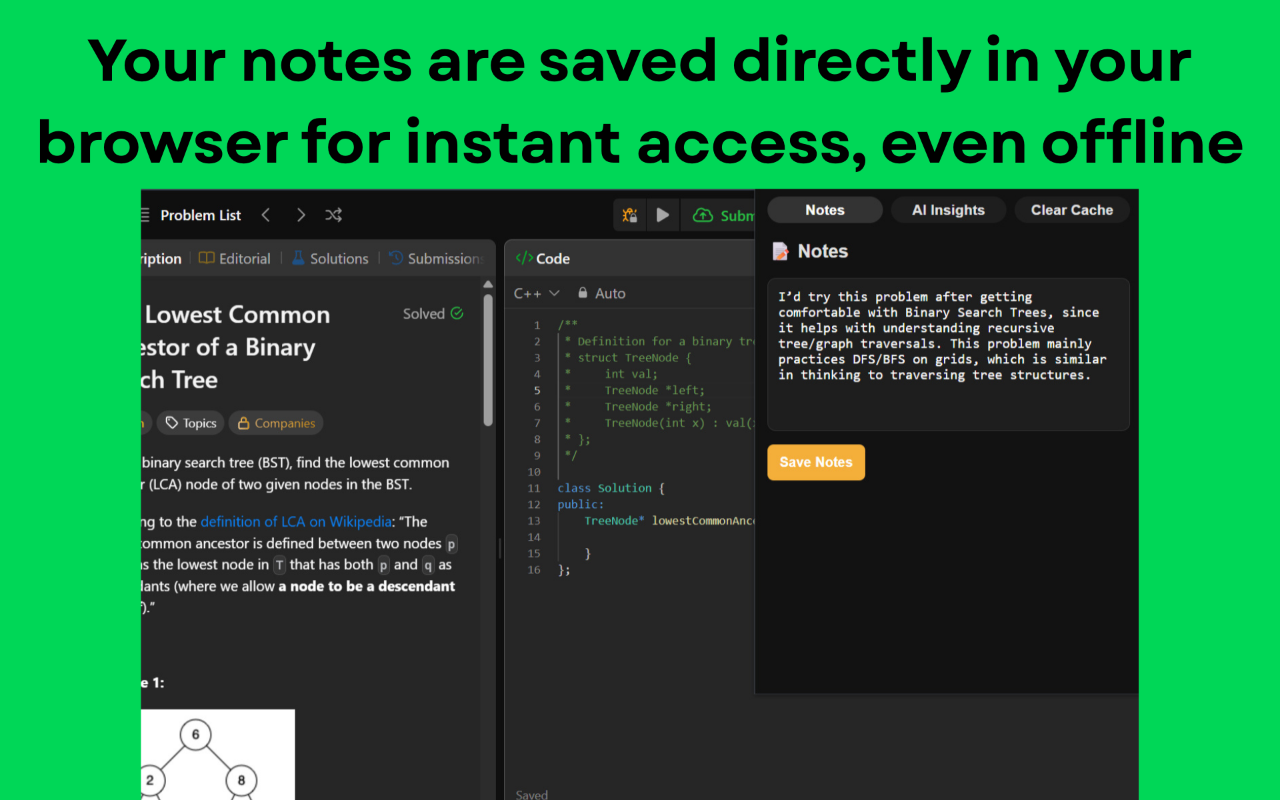 Your notes are saved directly in your
browser for instant access, even offline
Problem List
Subm
Notes
AI Insights
Clear Cache
ription
Editorial
Solutions
Submission
Lowest Common
estor of a Binary
ch Tree
Solved
Topics
Companies
binary search tree (BST), find the lowest common
r (LCA) node of two given nodes in the BST.
ng to the definition of LCA on Wikipedia: “The
common ancestor is defined between two nodes p
as the lowest node in T that has both p and q as
dants (where we allow a node to be a descendant
f).”
e 1:
6
2
8
</> Code
C++
Auto
1 /**
2 * Definition for a binary tre
3 * struct TreeNode {
4 *     int val;
5 *     TreeNode *left;
6 *     TreeNode *right;
7 *     TreeNode(int x) : val(
8 * };
9 */
10
11 class Solution {
12 public:
13     TreeNode* lowestCommonAnc
14
15     }
16 };
Saved
Notes
I’d try this problem after getting
comfortable with Binary Search Trees, since
it helps with understanding recursive
tree/graph traversals. This problem mainly
practices DFS/BFS on grids, which is similar
in thinking to traversing tree structures.
Save Notes